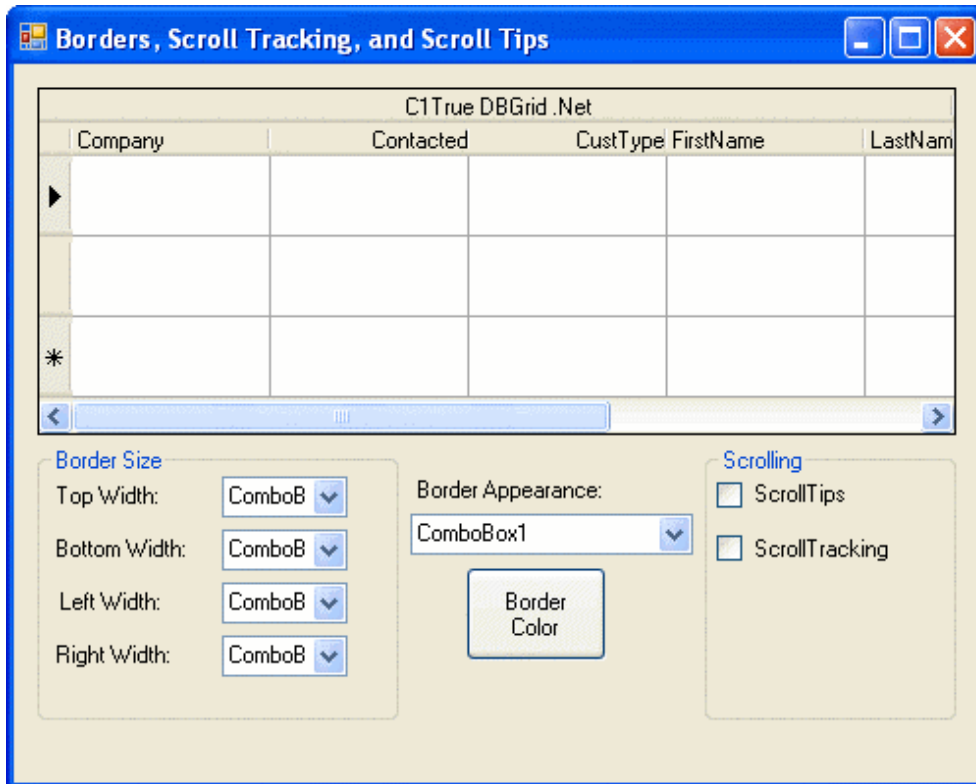 Borders, Scroll Tracking, and Scroll Tips
C1True DBGrid .Net
Company Contacted CustType FirstName LastNam
Border Size
Top Width: ComboB
Bottom Width: ComboB
Left Width: ComboB
Right Width: ComboB
Border Appearance:
ComboBox1
Border
Color
Scrolling
ScrollTips
ScrollTracking